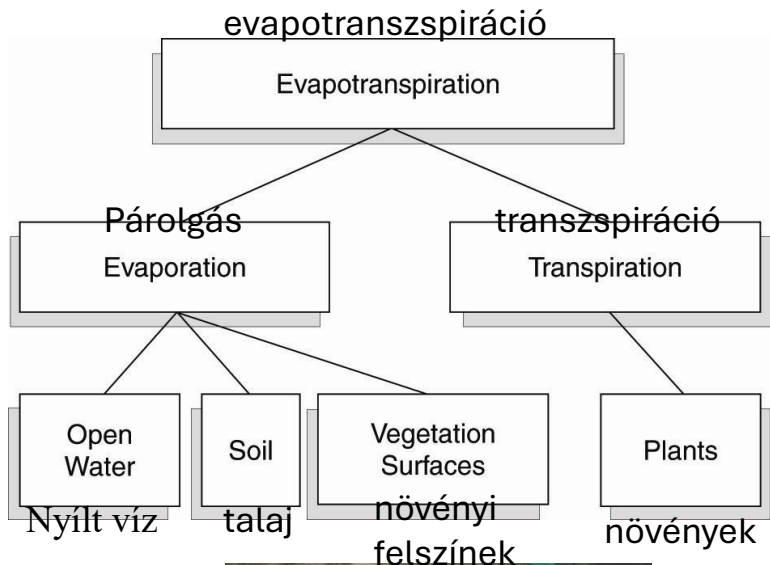 evapotranszspiráció
Evapotranspiration
Párolgás
Evaporation
transzspiráció
Transpiration
Open
Water
Nyílt víz
Soil
talaj
Vegetation
Surfaces
növényi
felszínek
Plants
növények